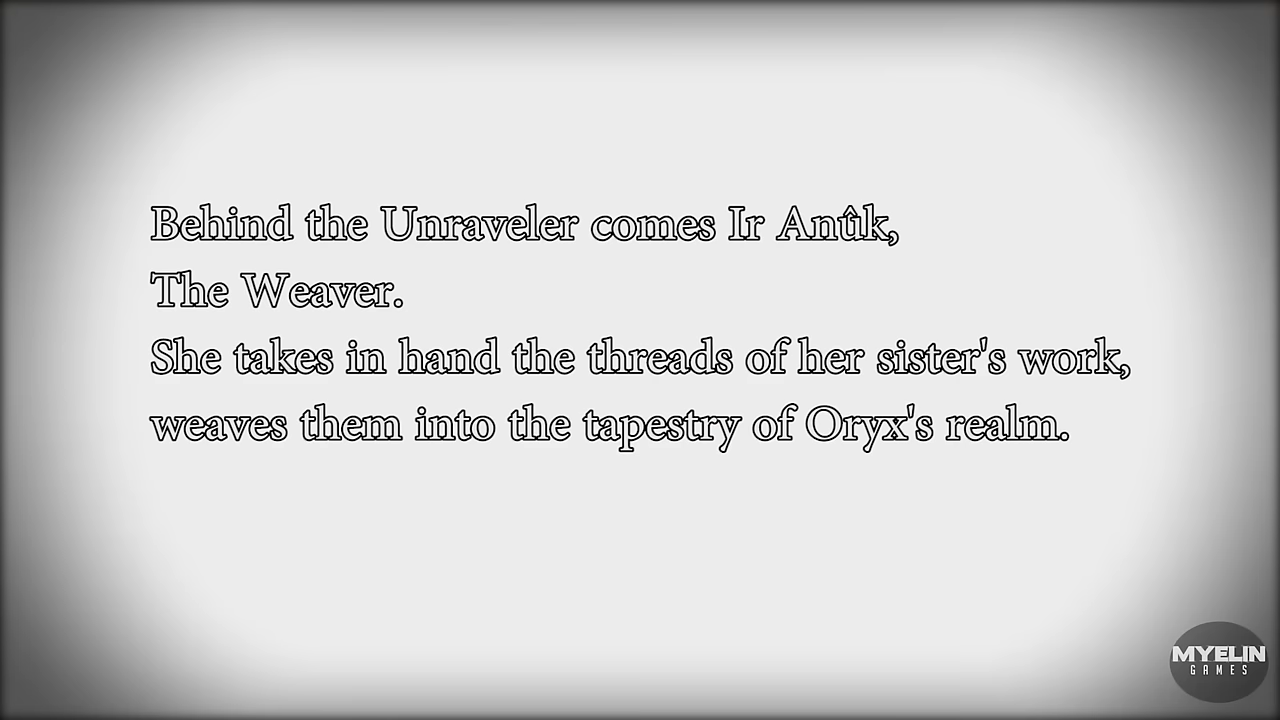 Behind the Unraveler comes Ir Anûk,
The Weaver.
She takes in hand the threads of her sister's work,
weaves them into the tapestry of Oryx's realm.
MYELIN
GAMES